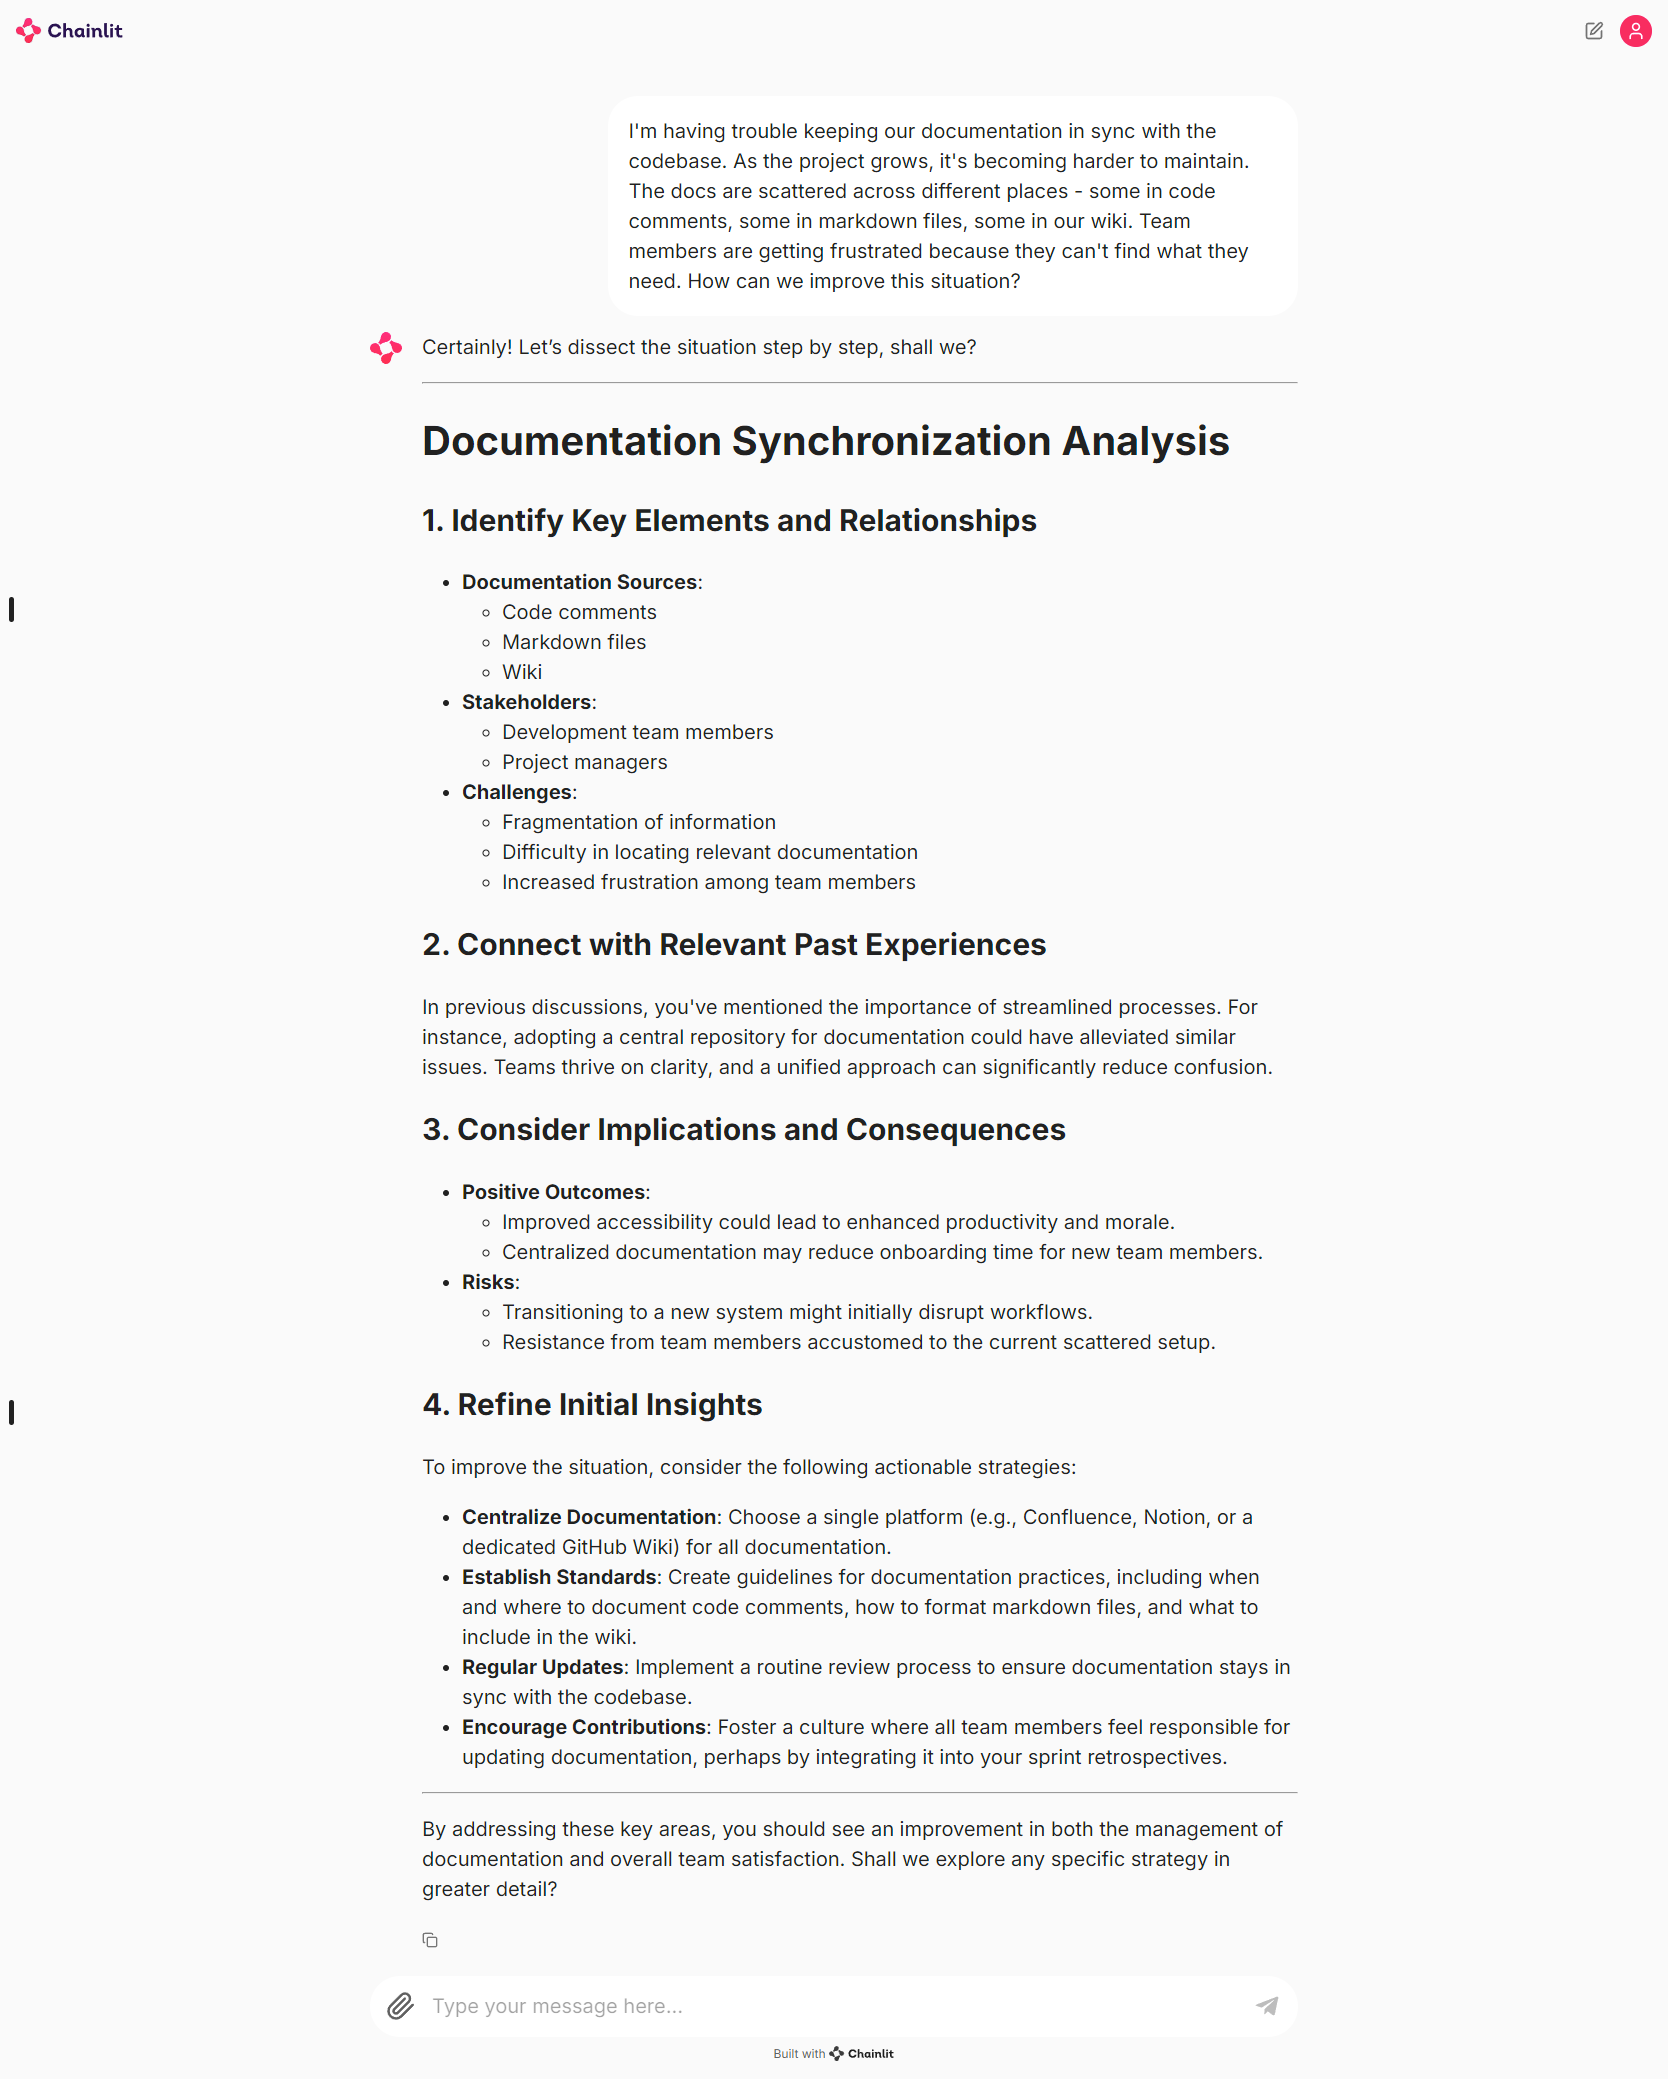 Chainlit
I'm having trouble keeping our documentation in sync with the
codebase. As the project grows, it's becoming harder to maintain.
The docs are scattered across different places - some in code
comments, some in markdown files, some in our wiki. Team
members are getting frustrated because they can't find what they
need. How can we improve this situation?
Certainly! Let’s dissect the situation step by step, shall we?
Documentation Synchronization Analysis
1. Identify Key Elements and Relationships
• Documentation Sources:
◦ Code comments
◦ Markdown files
◦ Wiki
• Stakeholders:
◦ Development team members
◦ Project managers
• Challenges:
◦ Fragmentation of information
◦ Difficulty in locating relevant documentation
◦ Increased frustration among team members
2. Connect with Relevant Past Experiences
In previous discussions, you've mentioned the importance of streamlined processes. For
instance, adopting a central repository for documentation could have alleviated similar
issues. Teams thrive on clarity, and a unified approach can significantly reduce confusion.
3. Consider Implications and Consequences
• Positive Outcomes:
◦ Improved accessibility could lead to enhanced productivity and morale.
◦ Centralized documentation may reduce onboarding time for new team members.
• Risks:
◦ Transitioning to a new system might initially disrupt workflows.
◦ Resistance from team members accustomed to the current scattered setup.
4. Refine Initial Insights
To improve the situation, consider the following actionable strategies:
• Centralize Documentation: Choose a single platform (e.g., Confluence, Notion, or a
dedicated GitHub Wiki) for all documentation.
• Establish Standards: Create guidelines for documentation practices, including when
and where to document code comments, how to format markdown files, and what to
include in the wiki.
• Regular Updates: Implement a routine review process to ensure documentation stays in
sync with the codebase.
• Encourage Contributions: Foster a culture where all team members feel responsible for
updating documentation, perhaps by integrating it into your sprint retrospectives.
By addressing these key areas, you should see an improvement in both the management of
documentation and overall team satisfaction. Shall we explore any specific strategy in
greater detail?
Type your message here...
Built with Chainlit